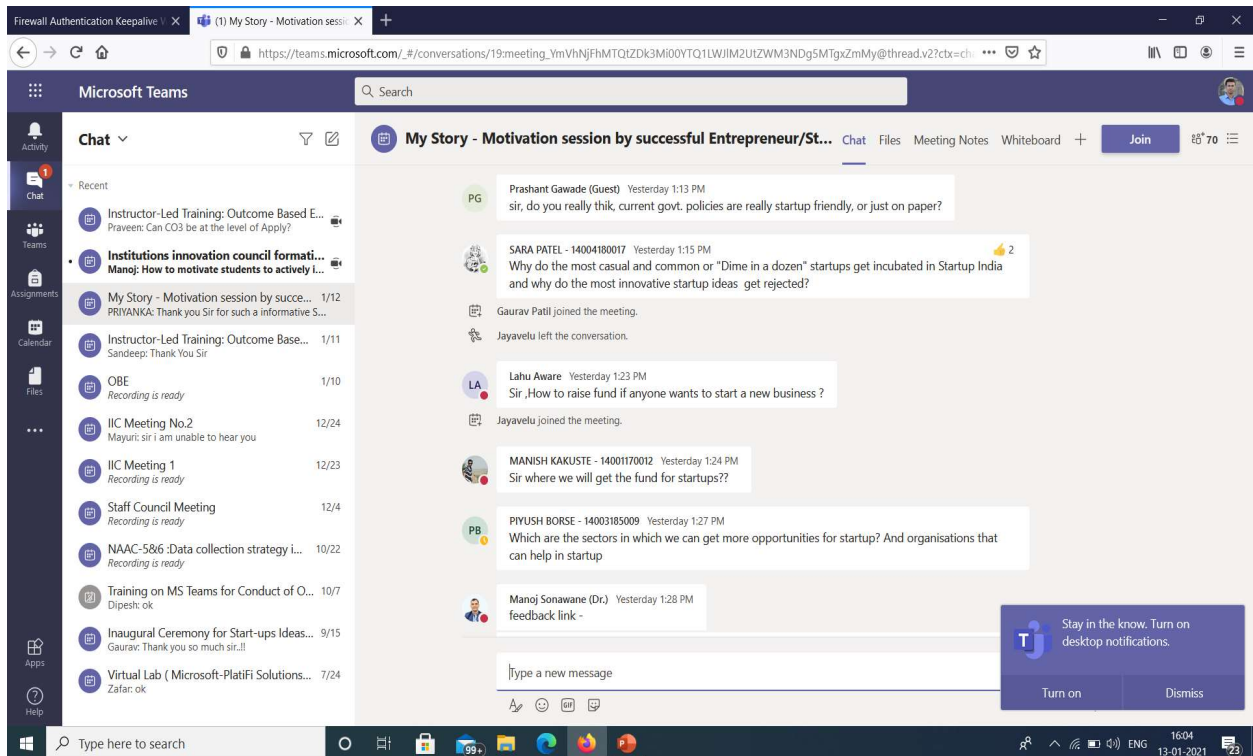 Firewall Authentication Keepalive
(1) My Story - Motivation sessic
https://teams.microsoft.com/_#/conversations/19:meeting_YmVhNjFhMTQtZDk3Mi00YTQ1LWJlM2UtZWM3NDg5MTgxZmMy@thread.v2?ctx=ch
Microsoft Teams
Search
Activity
1
Chat
Teams
Assignments
Calendar
Files
Apps
Help
Chat
Recent
Instructor-Led Training: Outcome Based E...
Praveen: Can CO3 be at the level of Apply?
Institutions innovation council formati...
Manoj: How to motivate students to actively i...
My Story - Motivation session by succe... 1/12
PRIYANKA: Thank you Sir for such a informative S...
Instructor-Led Training: Outcome Base... 1/11
Sandeep: Thank You Sir
OBE 1/10
Recording is ready
IIC Meeting No.2 12/24
Mayuri: sir i am unable to hear you
IIC Meeting 1 12/23
Recording is ready
Staff Council Meeting 12/4
Recording is ready
NAAC-5&6 :Data collection strategy i... 10/22
Recording is ready
Training on MS Teams for Conduct of O... 10/7
Dipesh: ok
Inaugural Ceremony for Start-ups Ideas... 9/15
Gaurav: Thank you so much sir..!!
Virtual Lab ( Microsoft-PlatiFi Solutions... 7/24
Zafar: ok
My Story - Motivation session by successful Entrepreneur/St... Chat Files Meeting Notes Whiteboard + Join 70
PG
Prashant Gawade (Guest) Yesterday 1:13 PM
sir, do you really thik, current govt. policies are really startup friendly, or just on paper?
SARA PATEL - 14004180017 Yesterday 1:15 PM 2
Why do the most casual and common or "Dime in a dozen" startups get incubated in Startup India
and why do the most innovative startup ideas get rejected?
Gaurav Patil joined the meeting.
Jayavelu left the conversation.
LA
Lahu Aware Yesterday 1:23 PM
Sir ,How to raise fund if anyone wants to start a new business ?
Jayavelu joined the meeting.
MANISH KAKUSTE - 14001170012 Yesterday 1:24 PM
Sir where we will get the fund for startups??
PB
PIYUSH BORSE - 14003185009 Yesterday 1:27 PM
Which are the sectors in which we can get more opportunities for startup? And organisations that
can help in startup
Manoj Sonawane (Dr.) Yesterday 1:28 PM
feedback link -
Type a new message
GIF
T
Stay in the know. Turn on
desktop notifications.
Turn on Dismiss
Type here to search
99+
ENG
16:04
13-01-2021
23